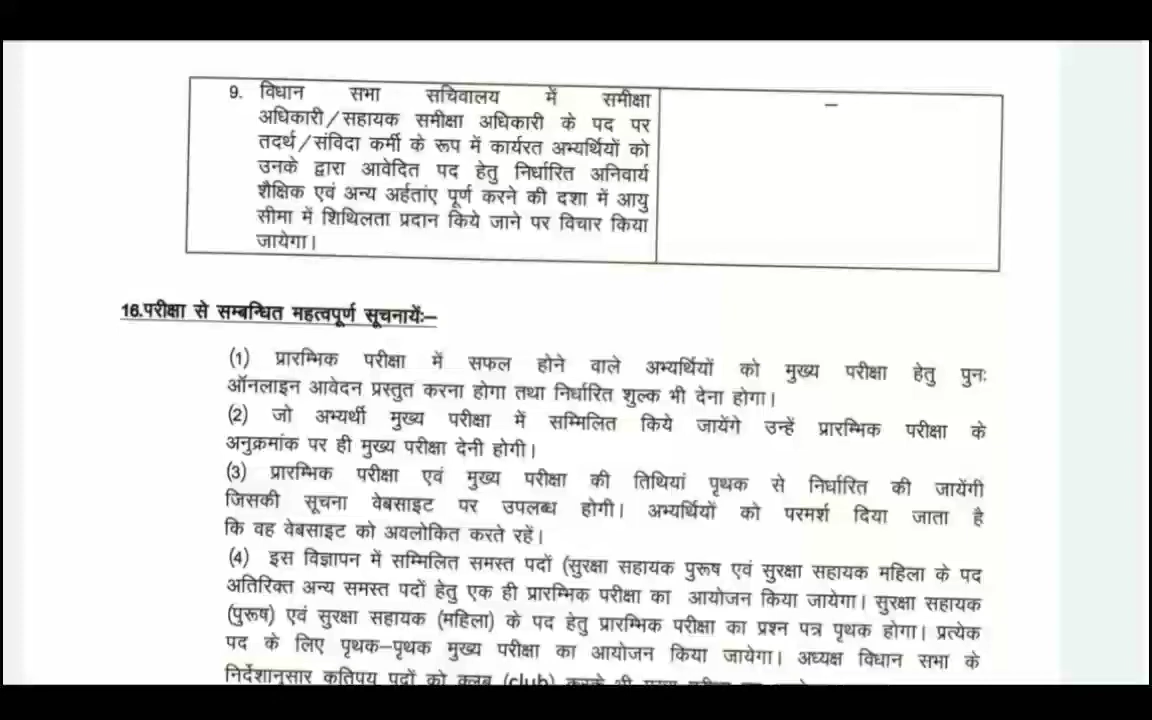 9. विधान सभा सचिवालय में समीक्षा
अधिकारी/सहायक समीक्षा अधिकारी के पद पर
तदर्थ/संविदा कर्मी के रूप में कार्यरत अभ्यर्थियों को
उनके द्वारा आवेदित पद हेतु निर्धारित अनिवार्य
शैक्षिक एवं अन्य अर्हतांए पूर्ण करने की दशा में आयु
सीमा में शिथिलता प्रदान किये जाने पर विचार किया
जायेगा।
–
16.परीक्षा से सम्बन्धित महत्वपूर्ण सूचनायें:–
(1) प्रारम्भिक परीक्षा में सफल होने वाले अभ्यर्थियों को मुख्य परीक्षा हेतु पुनः
ऑनलाइन आवेदन प्रस्तुत करना होगा तथा निर्धारित शुल्क भी देना होगा।
(2) जो अभ्यर्थी मुख्य परीक्षा में सम्मिलित किये जायेंगे उन्हें प्रारम्भिक परीक्षा के
अनुक्रमांक पर ही मुख्य परीक्षा देनी होगी।
(3) प्रारम्भिक परीक्षा एवं मुख्य परीक्षा की तिथियां पृथक से निर्धारित की जायेंगी
जिसकी सूचना वेबसाइट पर उपलब्ध होगी। अभ्यर्थियों को परमर्श दिया जाता है
कि वह वेबसाइट को अवलोकित करते रहें।
(4) इस विज्ञापन में सम्मिलित समस्त पदों (सुरक्षा सहायक पुरूष एवं सुरक्षा सहायक महिला के पद
अतिरिक्त अन्य समस्त पदों हेतु एक ही प्रारम्भिक परीक्षा का आयोजन किया जायेगा। सुरक्षा सहायक
(पुरूष) एवं सुरक्षा सहायक (महिला) के पद हेतु प्रारम्भिक परीक्षा का प्रश्न पत्र पृथक होगा। प्रत्येक
पद के लिए पृथक–पृथक मुख्य परीक्षा का आयोजन किया जायेगा। अध्यक्ष विधान सभा के
निर्देशानुसार कतिपय पदों को क्लब (club) करके भी